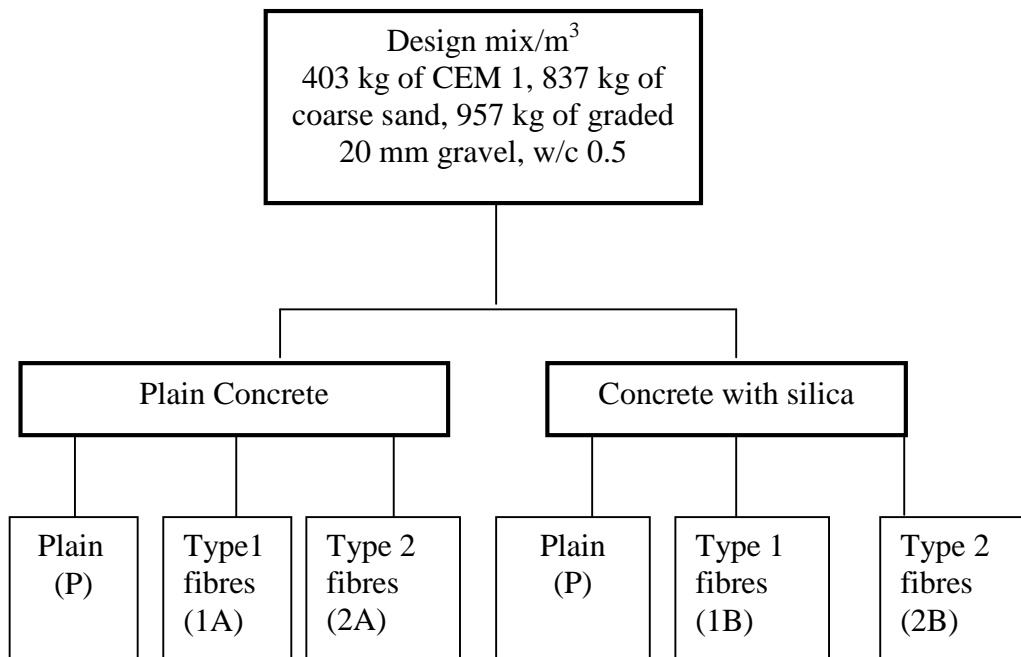 Design mix/m³
403 kg of CEM 1, 837 kg of
coarse sand, 957 kg of graded
20 mm gravel, w/c 0.5
Plain Concrete
Concrete with silica
Plain
(P)
Type1
fibres
(1A)
Type 2
fibres
(2A)
Plain
(P)
Type 1
fibres
(1B)
Type 2
fibres
(2B)